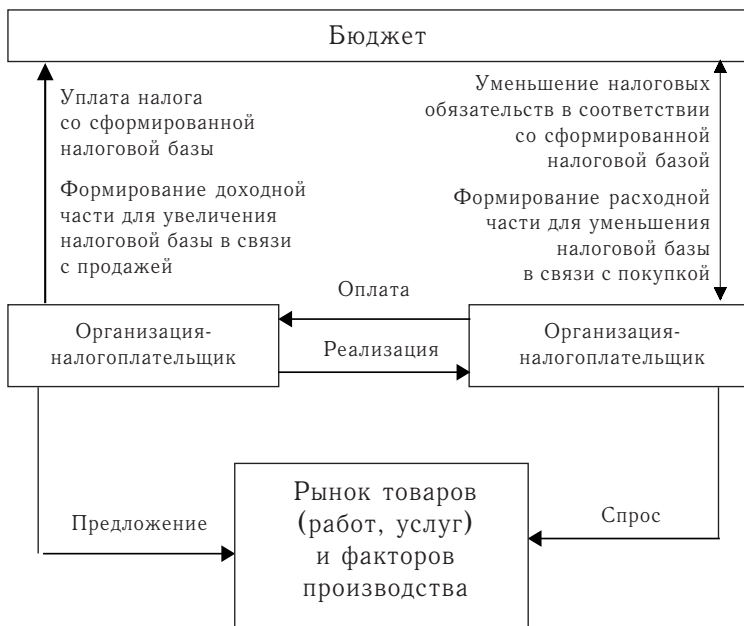 Бюджет
Уплата налога
со сформированной
налоговой базы
Формирование доходной
части для увеличения
налоговой базы в связи
с продажей
Уменьшение налоговых
обязательств в соответствии
со сформированной
налоговой базой
Формирование расходной
части для уменьшения
налоговой базы
в связи с покупкой
Оплата
Организация-
налогоплательщик
Реализация
Организация-
налогоплательщик
Предложение
Рынок товаров
(работ, услуг)
и факторов
производства
Спрос